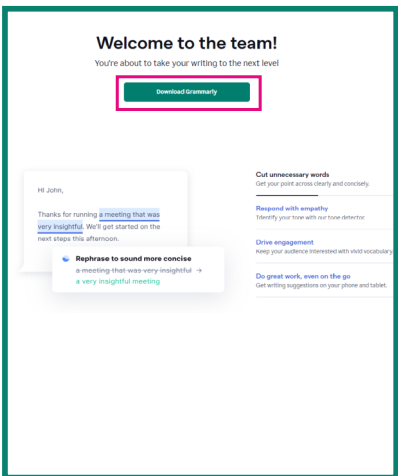 Welcome to the team!
You're about to take your writing to the next level
Download Grammarly
Hi John,
Thanks for running a meeting that was
very insightful. We'll get started on the
next steps this afternoon.
Rephrase to sound more concise
a meeting that was very insightful →
a very insightful meeting
Cut unnecessary words
Get your point across clearly and concisely.
Respond with empathy
Identify your tone with our tone detector.
Drive engagement
Keep your audience interested with vivid vocabulary.
Do great work, even on the go
Get writing suggestions on your phone and tablet.